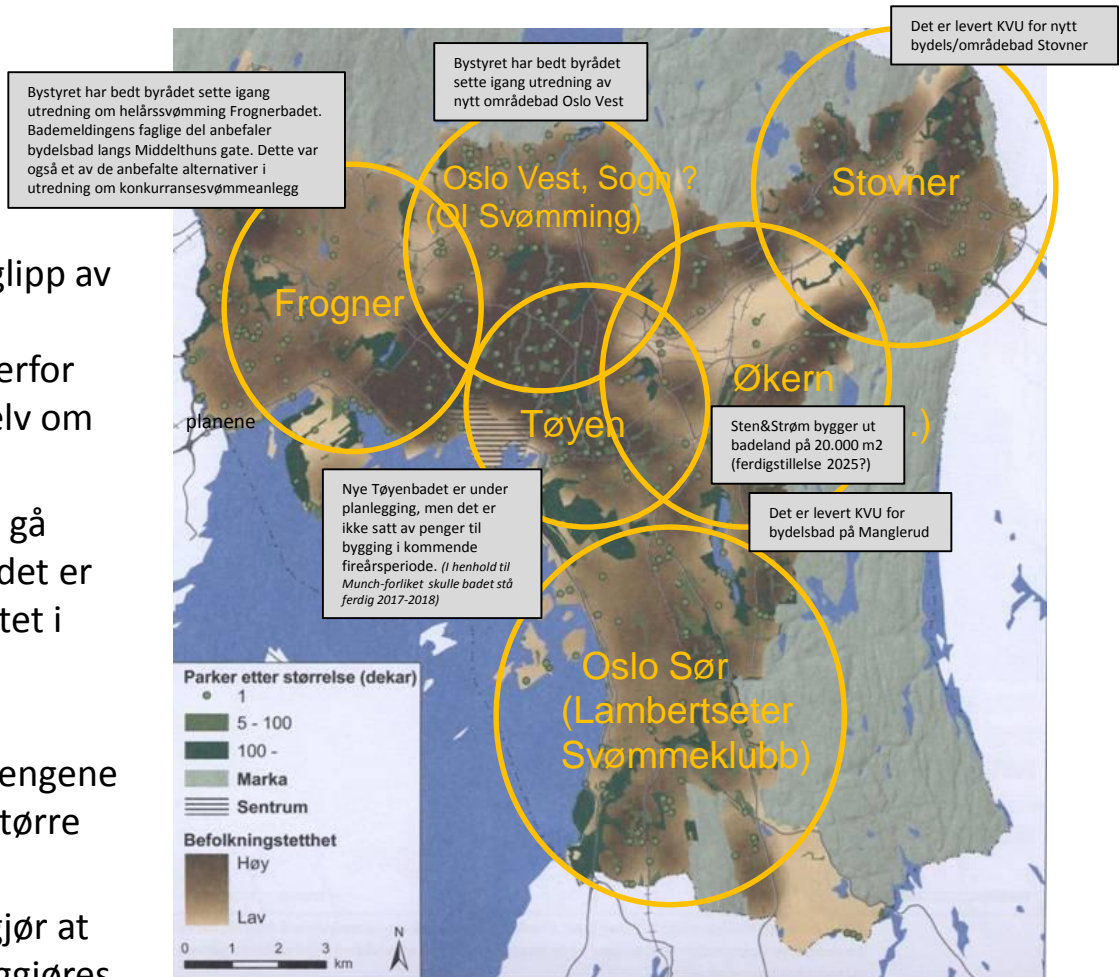 Det er levert KVU for nytt
bydels/områdebad Stovner
Bystyret har bedt byrådet
sette igang utredning av
nytt områdebad Oslo Vest
Bystyret har bedt byrådet sette igang
utredning om helårssvømming Frognerbadet.
Bademeldingens faglige del anbefaler
bydelsbad langs Middelthuns gate. Dette var
også et av de anbefalte alternativer i
utredning om konkurransesvømmeanlegg
Oslo Vest, Sogn ?
(OI Svømming)
Stovner
glipp av
Frogner
erfor
elv om
planene
Økern
Tøyen
.)
Sten&Strøm bygger ut
badeland på 20.000 m2
(ferdigstillelse 2025?)
gå
det er
tet i
Nye Tøyenbadet er under
planlegging, men det er
ikke satt av penger til
bygging i kommende
fireårsperiode. (I henhold til
Munch-forliket skulle badet stå
ferdig 2017-2018)
Det er levert KVU for
bydelsbad på Manglerud
Oslo Sør
(Lambertseter
Svømmeklubb)
engene
tørre
gjør at
ggjøres
Parker etter størrelse (dekar)
1
5 - 100
100 -
Marka
Sentrum
Befolkningstetthet
Høy
Lav
0 1 2 3
km
N